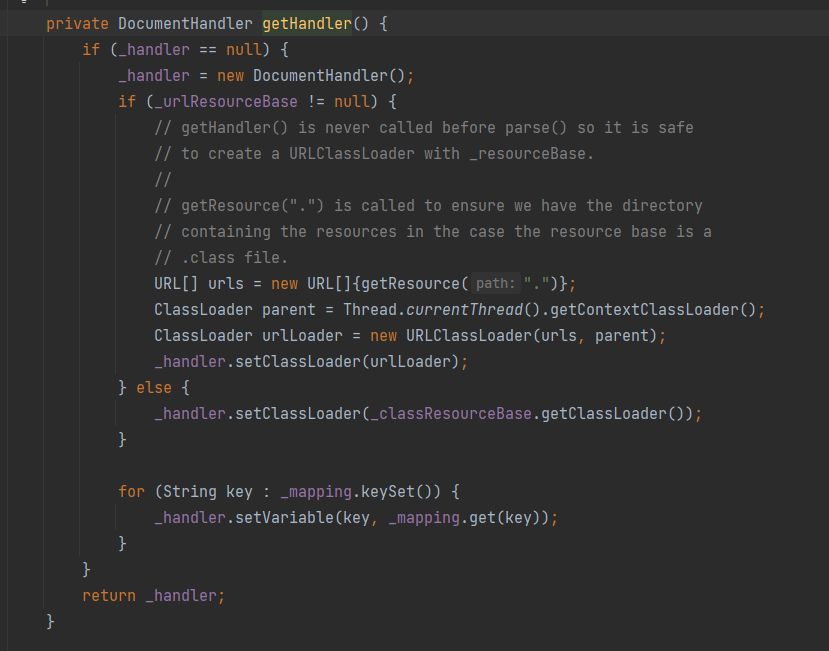 private DocumentHandler getHandler() {
if (_handler == null) {
_handler = new DocumentHandler();
if (_urlResourceBase != null) {
// getHandler() is never called before parse() so it is safe
// to create a URLClassLoader with _resourceBase.
//
// getResource(".") is called to ensure we have the directory
// containing the resources in the case the resource base is a
// .class file.
URL[] urls = new URL[]{getResource( path: ".")};
ClassLoader parent = Thread.currentThread().getContextClassLoader();
ClassLoader urlLoader = new URLClassLoader(urls, parent);
_handler.setClassLoader(urlLoader);
} else {
_handler.setClassLoader(_classResourceBase.getClassLoader());
}
for (String key : _mapping.keySet()) {
_handler.setVariable(key, _mapping.get(key));
}
}
return _handler;
}